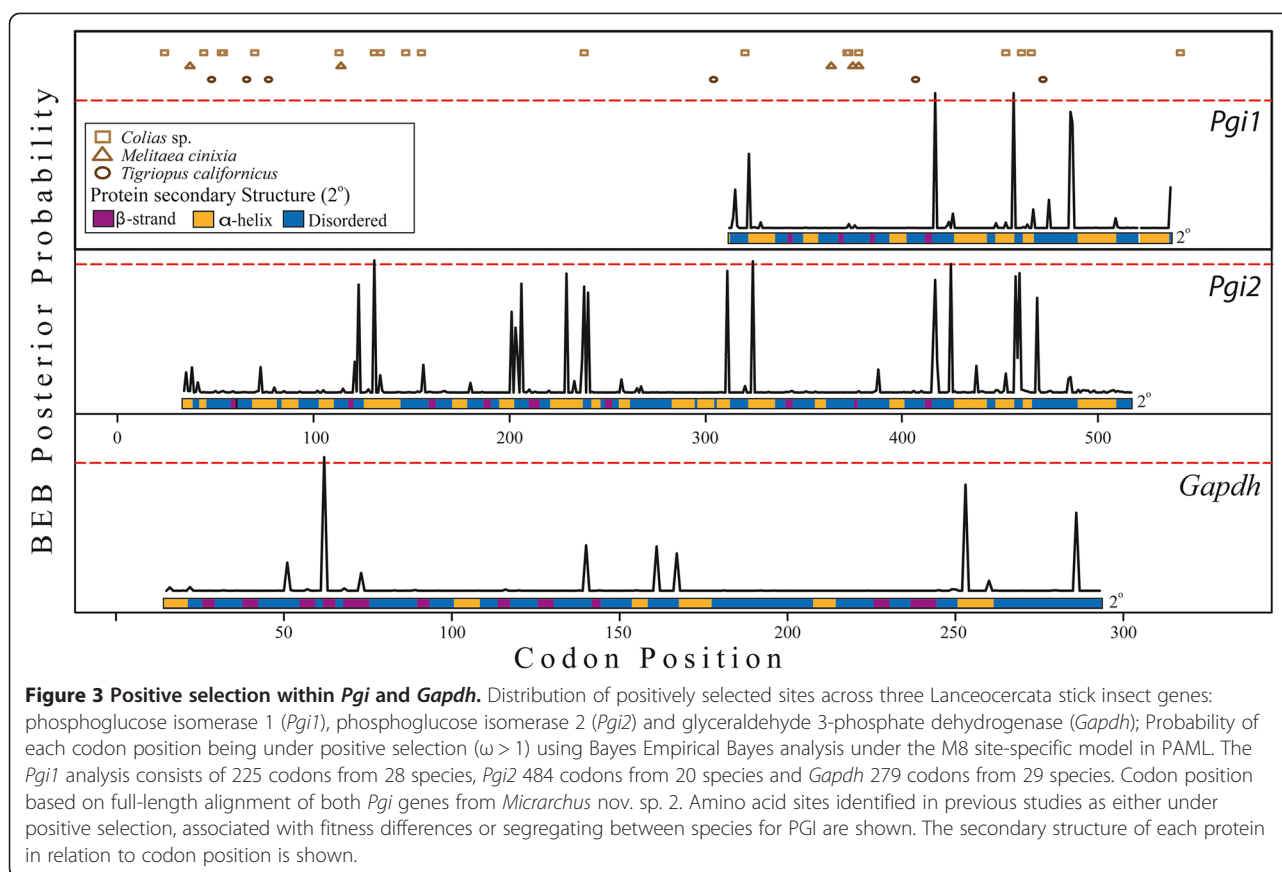 BEB Posterior Probability
Pgi1
Colias sp.
Melitaea cinixia
Tigriopus californicus
Protein secondary Structure (2°)
β-strand α-helix Disordered
2°
Pgi2
2°
0 100 200 300 400 500
Gapdh
2°
50 100 150 200 250 300
Codon Position
Figure 3 Positive selection within Pgi and Gapdh. Distribution of positively selected sites across three Lanceocercata stick insect genes:
phosphoglucose isomerase 1 (Pgi1), phosphoglucose isomerase 2 (Pgi2) and glyceraldehyde 3-phosphate dehydrogenase (Gapdh); Probability of
each codon position being under positive selection (ω > 1) using Bayes Empirical Bayes analysis under the M8 site-specific model in PAML. The
Pgi1 analysis consists of 225 codons from 28 species, Pgi2 484 codons from 20 species and Gapdh 279 codons from 29 species. Codon position
based on full-length alignment of both Pgi genes from Micrarchus nov. sp. 2. Amino acid sites identified in previous studies as either under
positive selection, associated with fitness differences or segregating between species for PGI are shown. The secondary structure of each protein
in relation to codon position is shown.